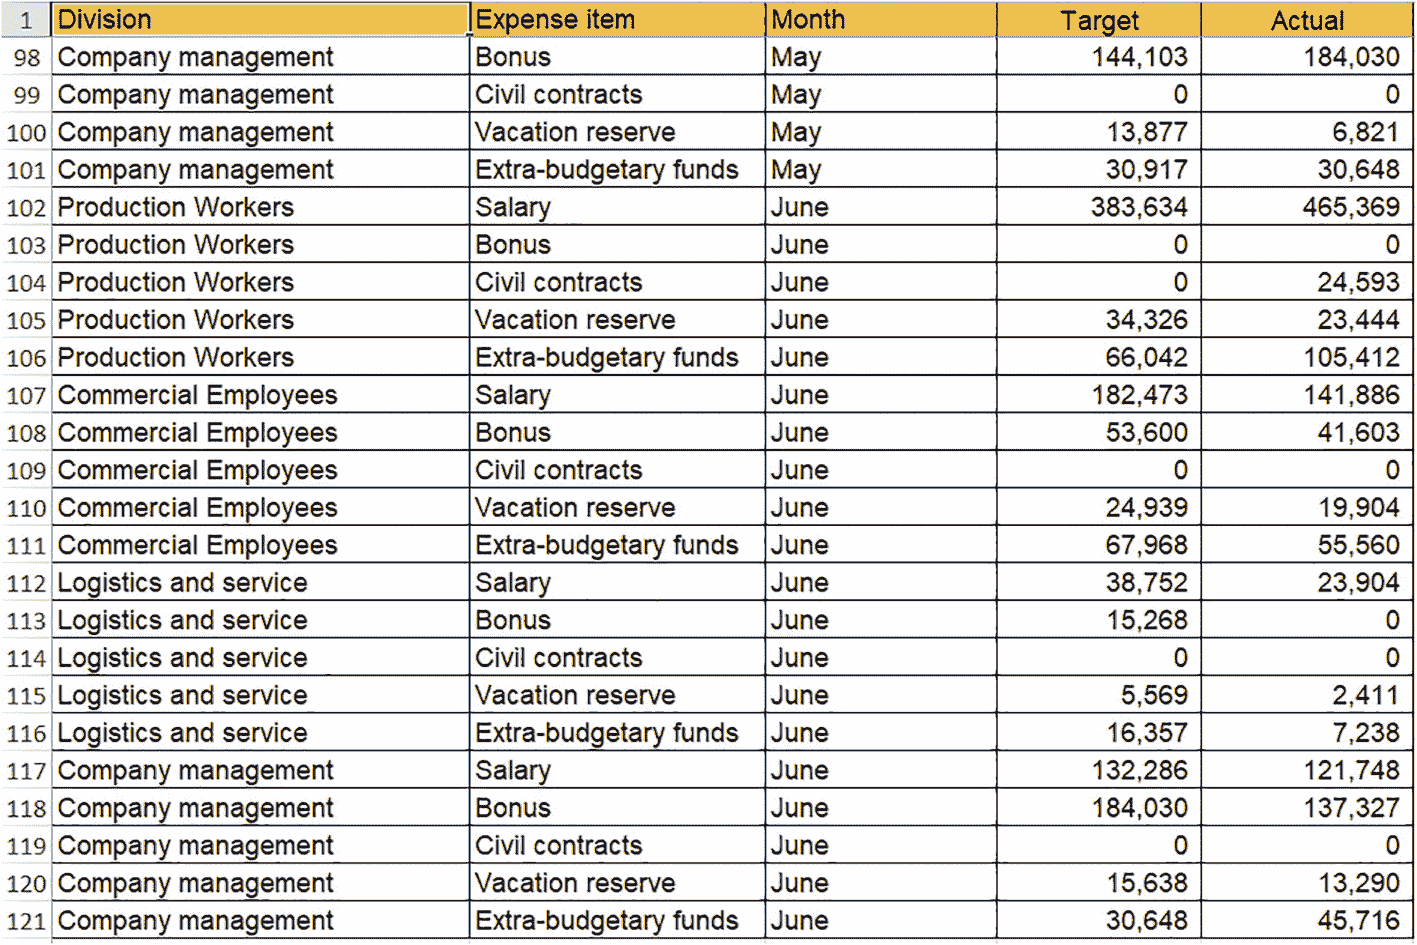 1 Division Expense item Month Target Actual
98 Company management Bonus May 144,103 184,030
99 Company management Civil contracts May 0 0
100 Company management Vacation reserve May 13,877 6,821
101 Company management Extra-budgetary funds May 30,917 30,648
102 Production Workers Salary June 383,634 465,369
103 Production Workers Bonus June 0 0
104 Production Workers Civil contracts June 0 24,593
105 Production Workers Vacation reserve June 34,326 23,444
106 Production Workers Extra-budgetary funds June 66,042 105,412
107 Commercial Employees Salary June 182,473 141,886
108 Commercial Employees Bonus June 53,600 41,603
109 Commercial Employees Civil contracts June 0 0
110 Commercial Employees Vacation reserve June 24,939 19,904
111 Commercial Employees Extra-budgetary funds June 67,968 55,560
112 Logistics and service Salary June 38,752 23,904
113 Logistics and service Bonus June 15,268 0
114 Logistics and service Civil contracts June 0 0
115 Logistics and service Vacation reserve June 5,569 2,411
116 Logistics and service Extra-budgetary funds June 16,357 7,238
117 Company management Salary June 132,286 121,748
118 Company management Bonus June 184,030 137,327
119 Company management Civil contracts June 0 0
120 Company management Vacation reserve June 15,638 13,290
121 Company management Extra-budgetary funds June 30,648 45,716